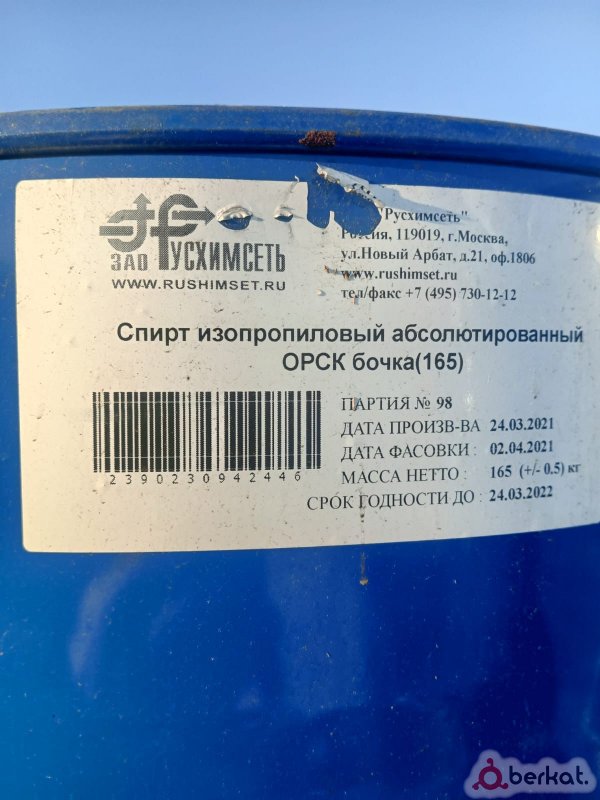 ЗАО РУСХИМСЕТЬ
WWW.RUSHIMSET.RU
"Русхимсеть"
Россия, 119019, г.Москва,
ул.Новый Арбат, д.21, оф.1806
www.rushimset.ru
тел/факс +7 (495) 730-12-12
Спирт изопропиловый абсолютированный
ОРСК бочка(165)
2390230942446
ПАРТИЯ № 98
ДАТА ПРОИЗВ-ВА 24.03.2021
ДАТА ФАСОВКИ : 02.04.2021
МАССА НЕТТО : 165 (+/- 0.5) кг
СРОК ГОДНОСТИ ДО : 24.03.2022
berkat.